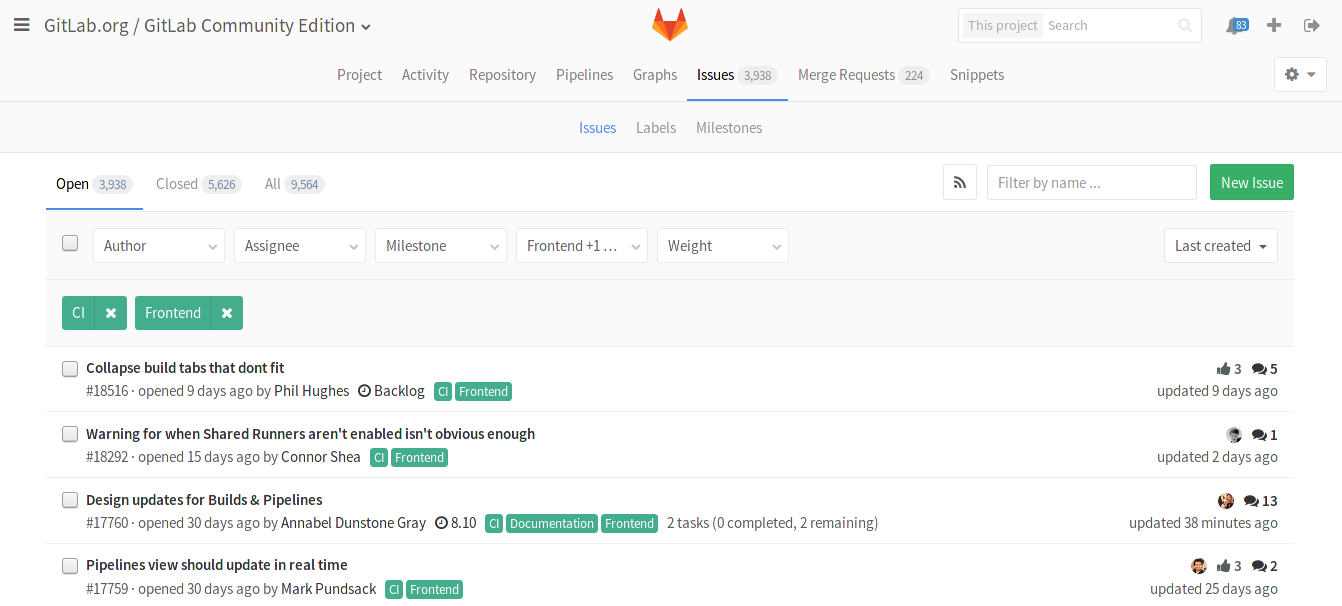 GitLab.org / GitLab Community Edition
This project Search
83
Project Activity Repository Pipelines Graphs Issues 3,938 Merge Requests 224 Snippets
Issues Labels Milestones
Open 3,938 Closed 5,626 All 9,564 Filter by name ... New Issue
Author Assignee Milestone Frontend +1 ... Weight Last created
CI Frontend
Collapse build tabs that dont fit 3 5
#18516 · opened 9 days ago by Phil Hughes Backlog CI Frontend updated 9 days ago
Warning for when Shared Runners aren't enabled isn't obvious enough 1
#18292 · opened 15 days ago by Connor Shea CI Frontend updated 2 days ago
Design updates for Builds & Pipelines 13
#17760 · opened 30 days ago by Annabel Dunstone Gray 8.10 CI Documentation Frontend 2 tasks (0 completed, 2 remaining) updated 38 minutes ago
Pipelines view should update in real time 3 2
#17759 · opened 30 days ago by Mark Pundsack CI Frontend updated 25 days ago